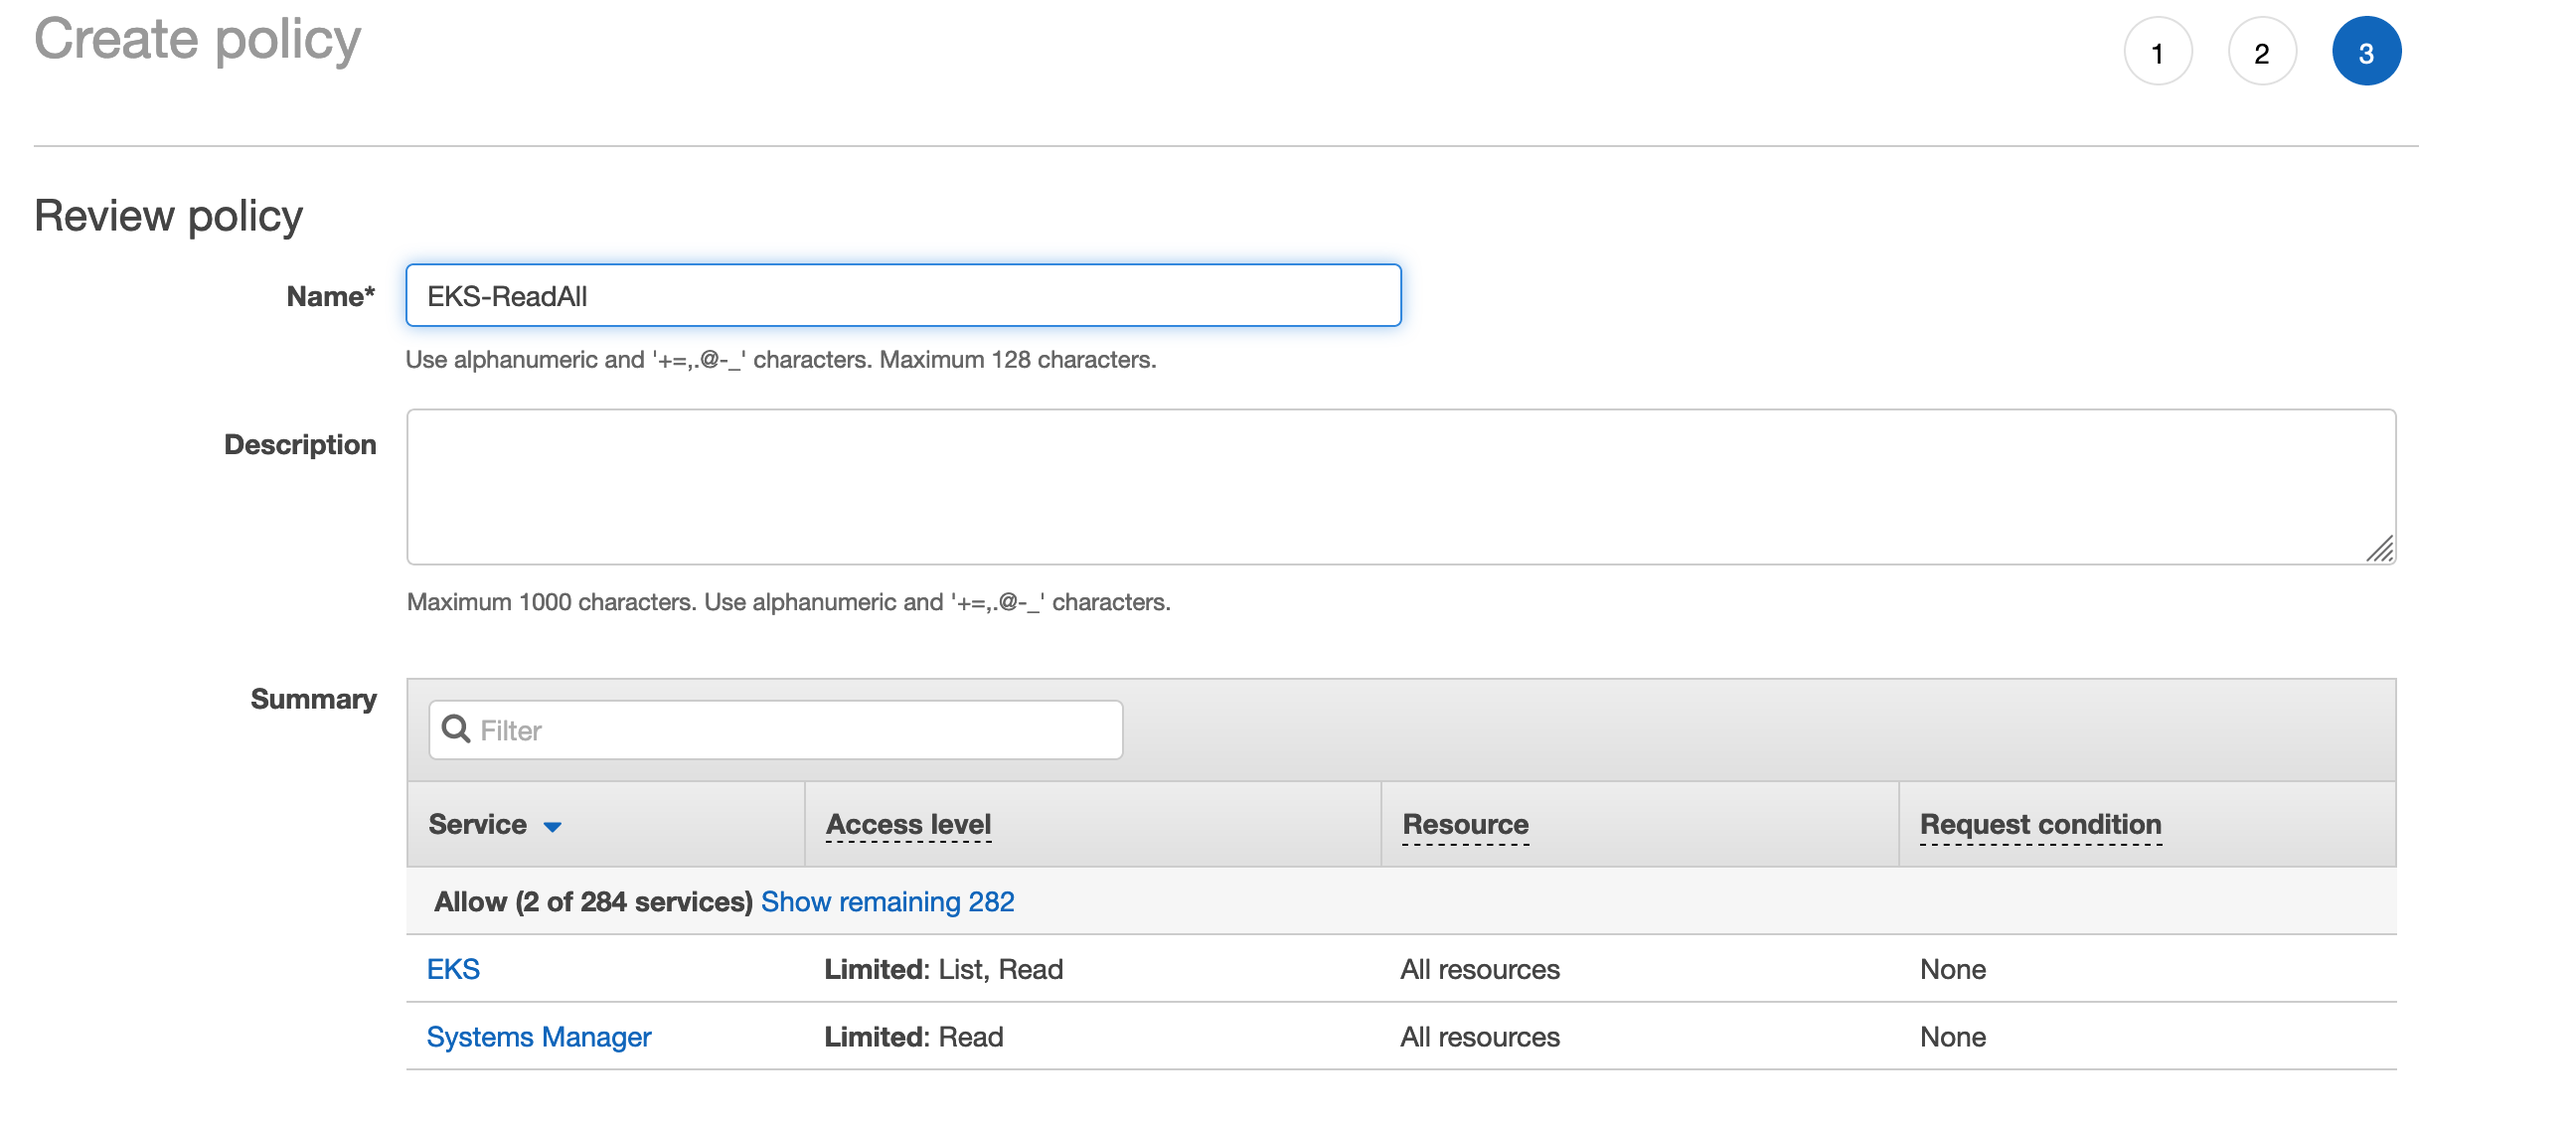 Create policy
1 2 3
Review policy
Name* EKS-ReadAll
Use alphanumeric and '+=,.@-_' characters. Maximum 128 characters.
Description
Maximum 1000 characters. Use alphanumeric and '+=,.@-_' characters.
Summary
Filter
Service Access level Resource Request condition
Allow (2 of 284 services) Show remaining 282
EKS Limited: List, Read All resources None
Systems Manager Limited: Read All resources None